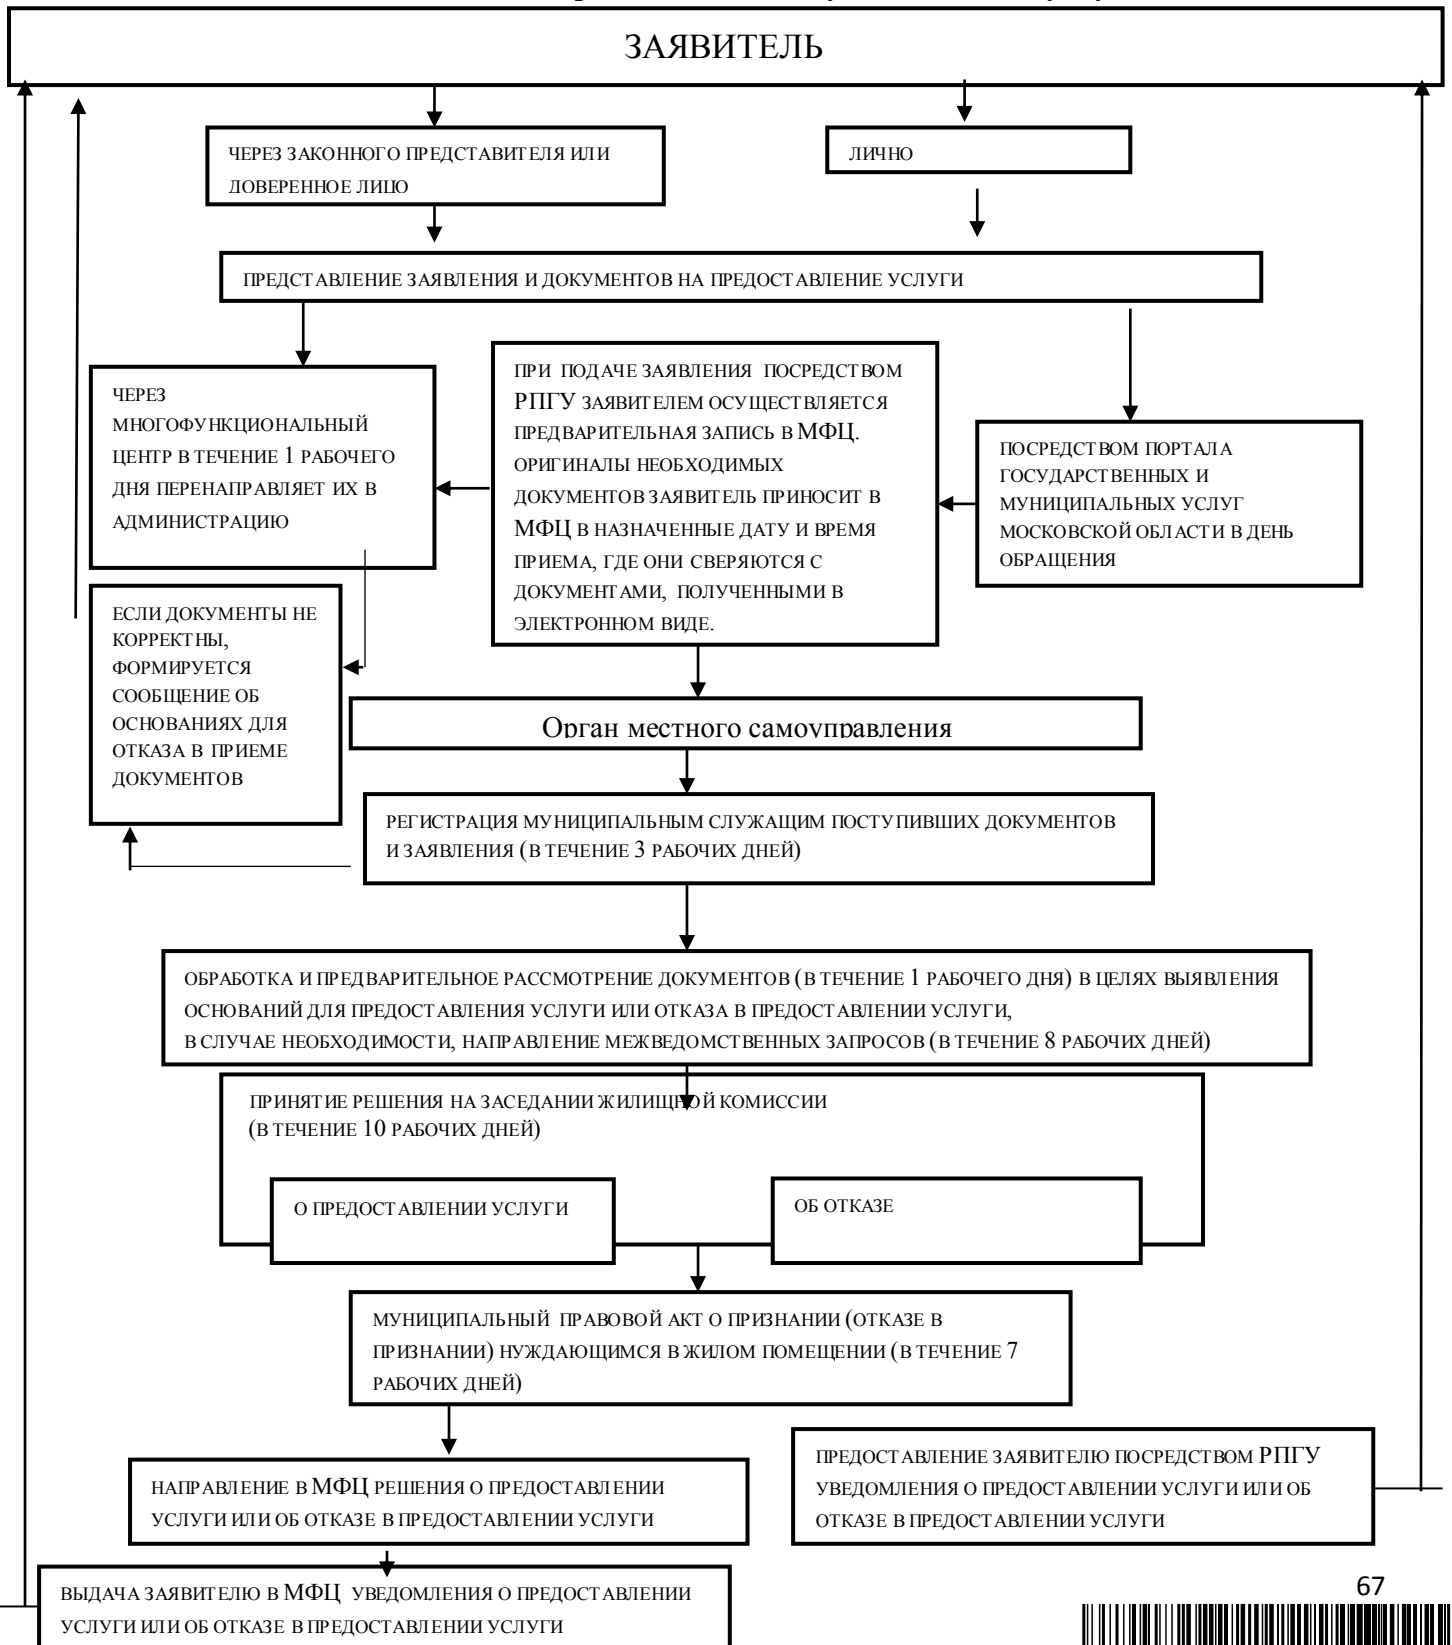 ЗАЯВИТЕЛЬ
ЧЕРЕЗ ЗАКОННОГО ПРЕДСТАВИТЕЛЯ ИЛИ
ДОВЕРЕННОЕ ЛИЦО
ЛИЧНО
ПРЕДСТАВЛЕНИЕ ЗАЯВЛЕНИЯ И ДОКУМЕНТОВ НА ПРЕДОСТАВЛЕНИЕ УСЛУГИ
ЧЕРЕЗ
МНОГОФУНКЦИОНАЛЬНЫЙ
ЦЕНТР В ТЕЧЕНИЕ 1 РАБОЧЕГО
ДНЯ ПЕРЕНАПРАВЛЯЕТ ИХ В
АДМИНИСТРАЦИЮ
ПРИ ПОДАЧЕ ЗАЯВЛЕНИЯ ПОСРЕДСТВОМ
РПГУ ЗАЯВИТЕЛЕМ ОСУЩЕСТВЛЯЕТСЯ
ПРЕДВАРИТЕЛЬНАЯ ЗАПИСЬ В МФЦ.
ОРИГИНАЛЫ НЕОБХОДИМЫХ
ДОКУМЕНТОВ ЗАЯВИТЕЛЬ ПРИНОСИТ В
МФЦ В НАЗНАЧЕННЫЕ ДАТУ И ВРЕМЯ
ПРИЕМА, ГДЕ ОНИ СВЕРЯЮТСЯ С
ДОКУМЕНТАМИ, ПОЛУЧЕННЫМИ В
ЭЛЕКТРОННОМ ВИДЕ.
ПОСРЕДСТВОМ ПОРТАЛА
ГОСУДАРСТВЕННЫХ И
МУНИЦИПАЛЬНЫХ УСЛУГ
МОСКОВСКОЙ ОБЛАСТИ В ДЕНЬ
ОБРАЩЕНИЯ
ЕСЛИ ДОКУМЕНТЫ НЕ
КОРРЕКТНЫ,
ФОРМИРУЕТСЯ
СООБЩЕНИЕ ОБ
ОСНОВАНИЯХ ДЛЯ
ОТКАЗА В ПРИЕМЕ
ДОКУМЕНТОВ
Орган местного самоуправления
РЕГИСТРАЦИЯ МУНИЦИПАЛЬНЫМ СЛУЖАЩИМ ПОСТУПИВШИХ ДОКУМЕНТОВ
И ЗАЯВЛЕНИЯ (В ТЕЧЕНИЕ 3 РАБОЧИХ ДНЕЙ)
ОБРАБОТКА И ПРЕДВАРИТЕЛЬНОЕ РАССМОТРЕНИЕ ДОКУМЕНТОВ (В ТЕЧЕНИЕ 1 РАБОЧЕГО ДНЯ) В ЦЕЛЯХ ВЫЯВЛЕНИЯ
ОСНОВАНИЙ ДЛЯ ПРЕДОСТАВЛЕНИЯ УСЛУГИ ИЛИ ОТКАЗА В ПРЕДОСТАВЛЕНИИ УСЛУГИ,
В СЛУЧАЕ НЕОБХОДИМОСТИ, НАПРАВЛЕНИЕ МЕЖВЕДОМСТВЕННЫХ ЗАПРОСОВ (В ТЕЧЕНИЕ 8 РАБОЧИХ ДНЕЙ)
ПРИНЯТИЕ РЕШЕНИЯ НА ЗАСЕДАНИИ ЖИЛИЩНОЙ КОМИССИИ
(В ТЕЧЕНИЕ 10 РАБОЧИХ ДНЕЙ)
О ПРЕДОСТАВЛЕНИИ УСЛУГИ
ОБ ОТКАЗЕ
МУНИЦИПАЛЬНЫЙ ПРАВОВОЙ АКТ О ПРИЗНАНИИ (ОТКАЗЕ В
ПРИЗНАНИИ) НУЖДАЮЩИМСЯ В ЖИЛОМ ПОМЕЩЕНИИ (В ТЕЧЕНИЕ 7
РАБОЧИХ ДНЕЙ)
НАПРАВЛЕНИЕ В МФЦ РЕШЕНИЯ О ПРЕДОСТАВЛЕНИИ
УСЛУГИ ИЛИ ОБ ОТКАЗЕ В ПРЕДОСТАВЛЕНИИ УСЛУГИ
ПРЕДОСТАВЛЕНИЕ ЗАЯВИТЕЛЮ ПОСРЕДСТВОМ РПГУ
УВЕДОМЛЕНИЯ О ПРЕДОСТАВЛЕНИИ УСЛУГИ ИЛИ ОБ
ОТКАЗЕ В ПРЕДОСТАВЛЕНИИ УСЛУГИ
ВЫДАЧА ЗАЯВИТЕЛЮ В МФЦ УВЕДОМЛЕНИЯ О ПРЕДОСТАВЛЕНИИ
УСЛУГИ ИЛИ ОБ ОТКАЗЕ В ПРЕДОСТАВЛЕНИИ УСЛУГИ
67